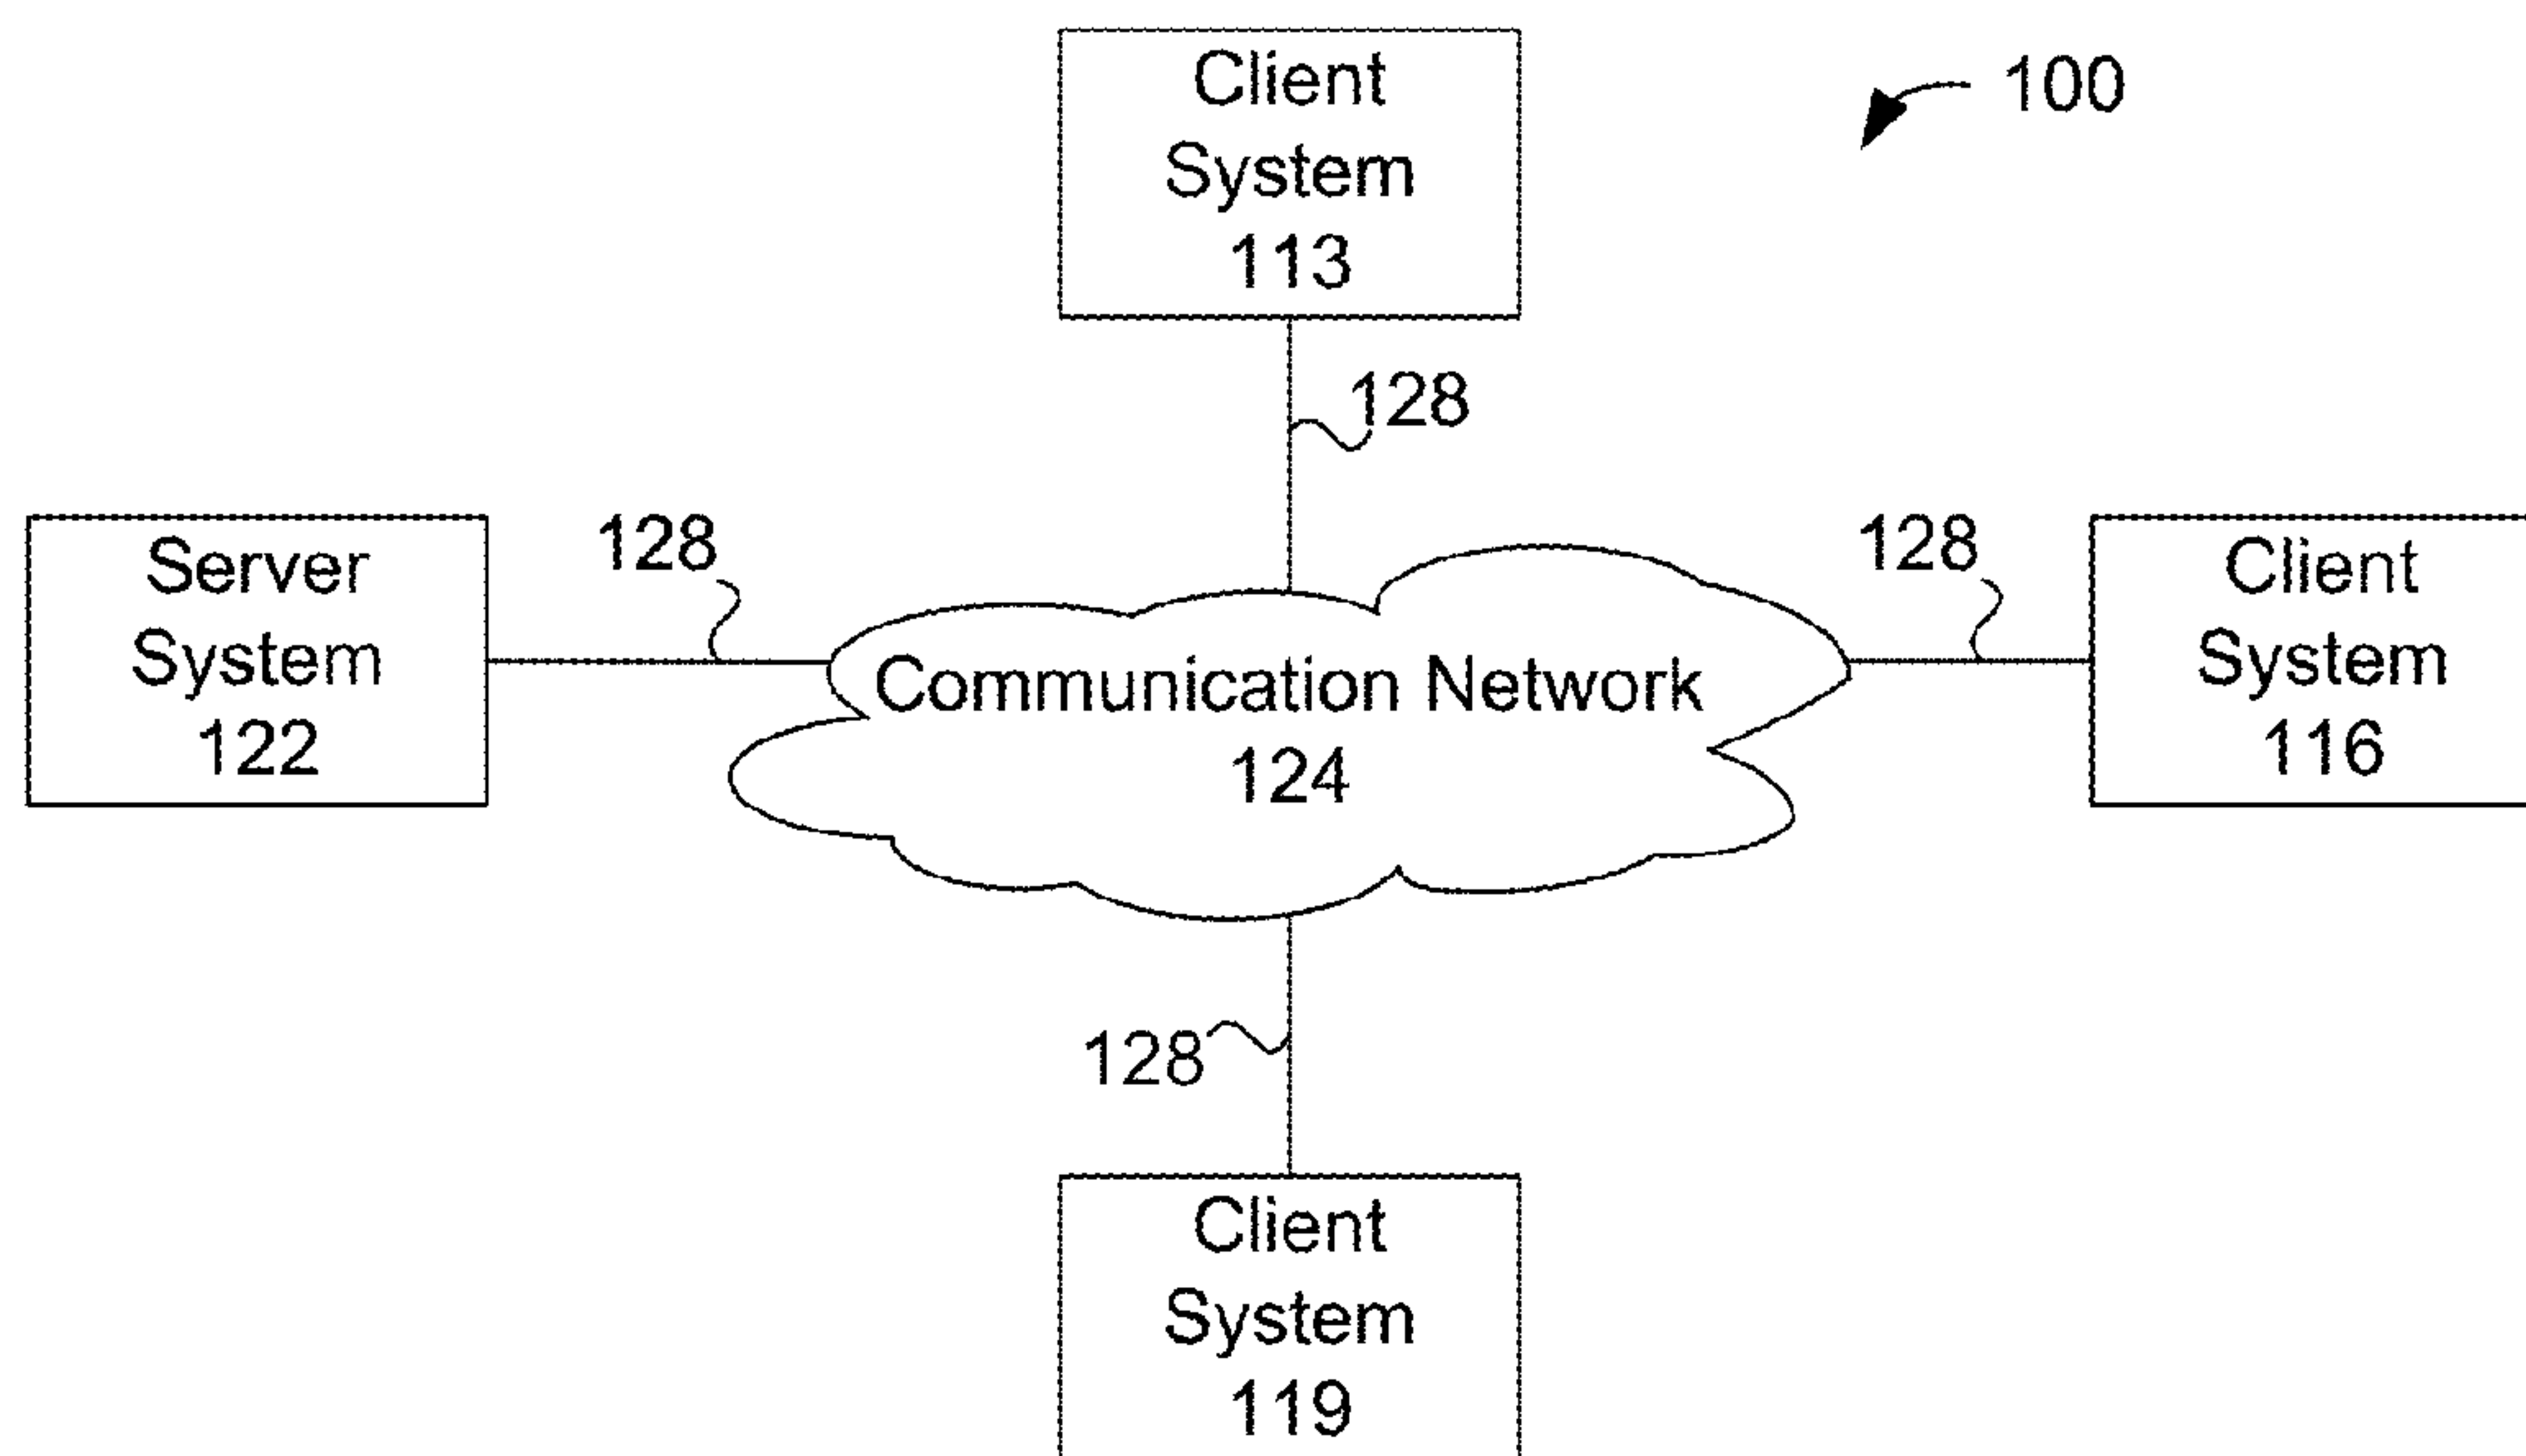 Client
System
113
100
128
Server
System
122
128
128
Client
System
116
Communication Network
124
128
Client
System
119